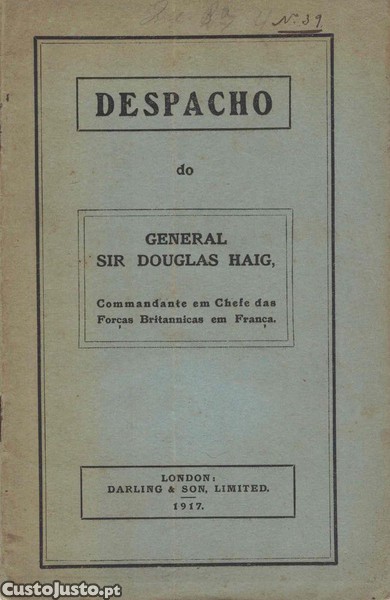 Nº 39
DESPACHO
do
GENERAL
SIR DOUGLAS HAIG,
Commandante em Chefe das
Forças Britannicas em França.
LONDON:
DARLING & SON, LIMITED.
1917.
CustoJusto.pt